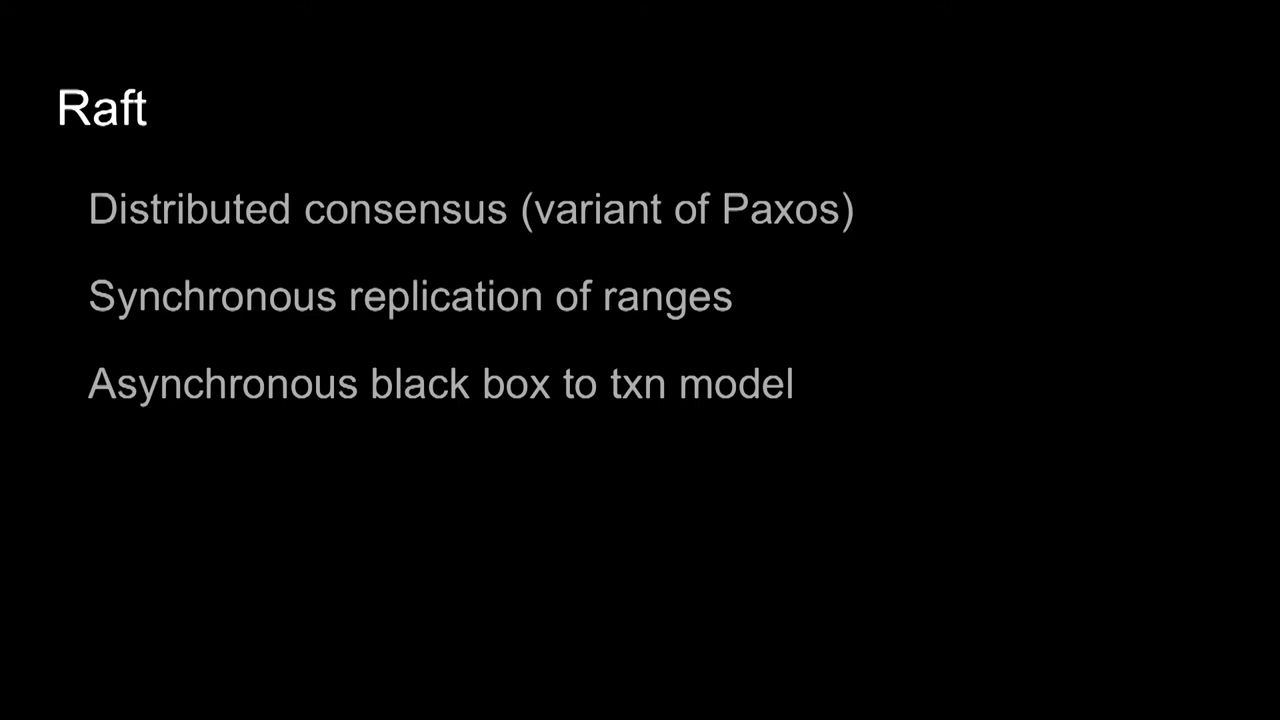 Raft
Distributed consensus (variant of Paxos)
Synchronous replication of ranges
Asynchronous black box to txn model